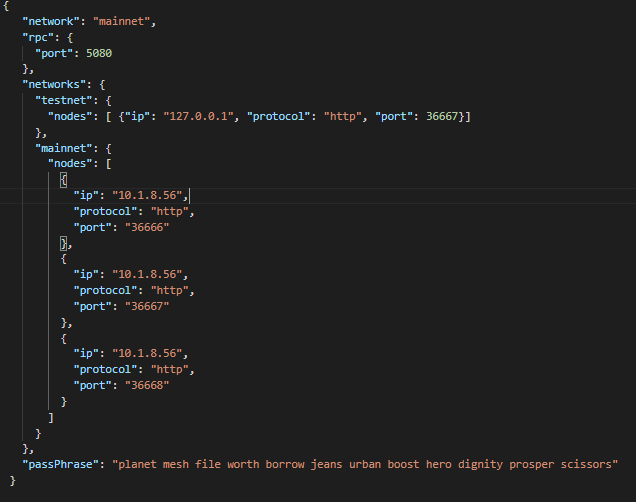 {
"network": "mainnet",
"rpc": {
"port": 5080
},
"networks": {
"testnet": {
"nodes": [ {"ip": "127.0.0.1", "protocol": "http", "port": 36667}]
},
"mainnet": {
"nodes": [
{
"ip": "10.1.8.56",
"protocol": "http",
"port": "36666"
},
{
"ip": "10.1.8.56",
"protocol": "http",
"port": "36667"
},
{
"ip": "10.1.8.56",
"protocol": "http",
"port": "36668"
}
]
}
},
"passPhrase": "planet mesh file worth borrow jeans urban boost hero dignity prosper scissors"
}